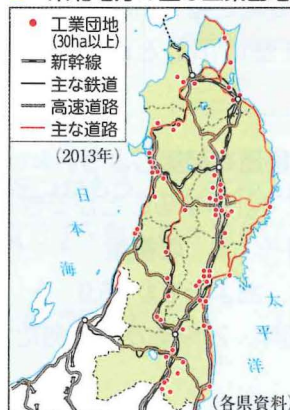 工業団地
(30ha以上)
新幹線
主な鉄道
高速道路
主な道路
(2013年)
日本海
太平洋
(各県資料)